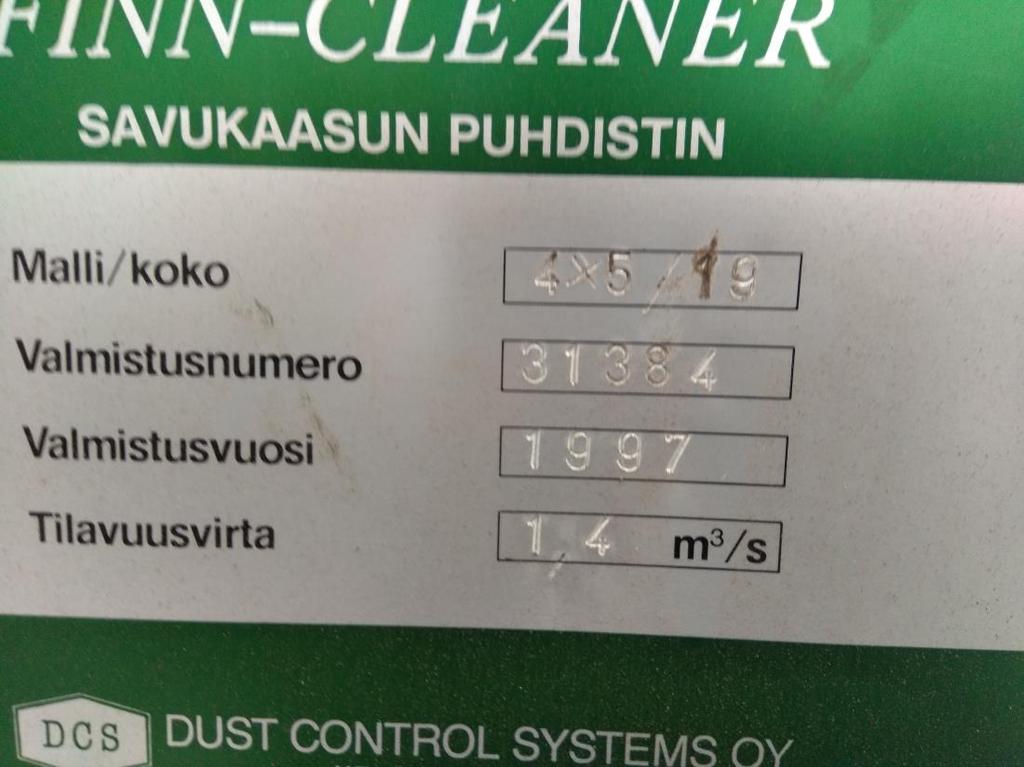 FINN-CLEANER
SAVUKAASUN PUHDISTIN
Malli/koko 4×5/19
Valmistusnumero 31384
Valmistusvuosi 1997
Tilavuusvirta 1,4 m³/s
DCS DUST CONTROL SYSTEMS OY